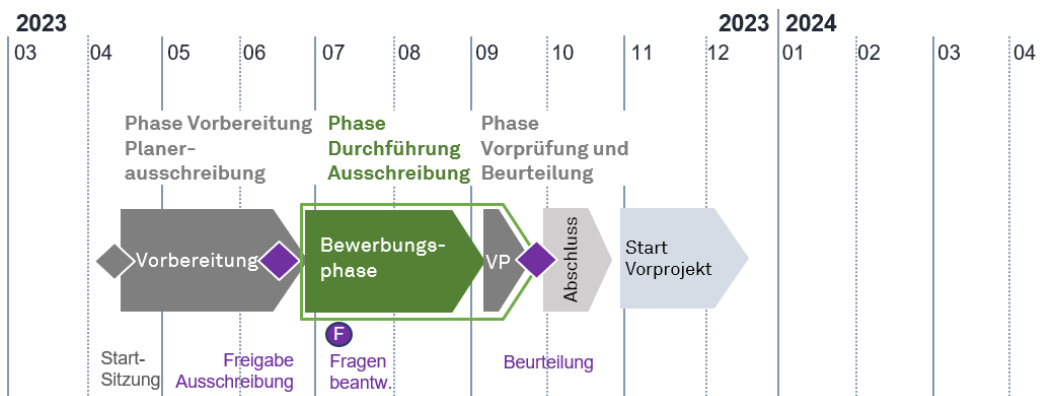 2023
2023
2024
03
04
05
06
07
08
09
10
11
12
01
02
03
04
Phase Vorbereitung
Planer-
ausschreibung
Phase
Durchführung
Ausschreibung
Phase
Vorprüfung und
Beurteilung
Vorbereitung
Bewerbungs-
phase
VP
Abschluss
Start
Vorprojekt
F
Start-
Sitzung
Freigabe
Ausschreibung
Fragen
beantw.
Beurteilung